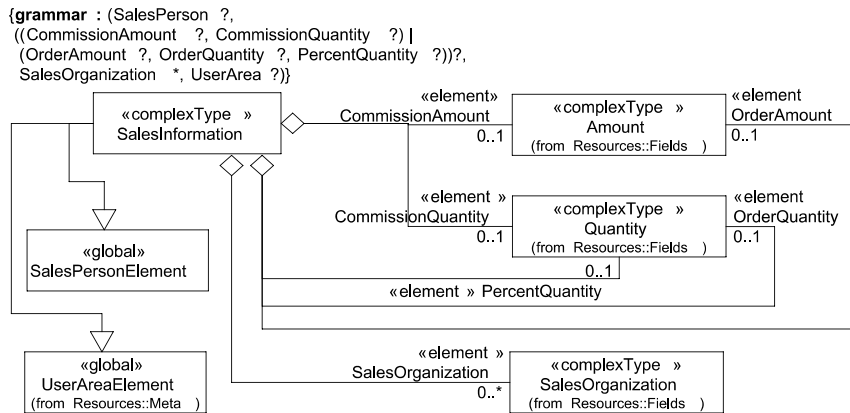 {grammar : (SalesPerson ?,
((CommissionAmount ?, CommissionQuantity ?) |
(OrderAmount ?, OrderQuantity ?, PercentQuantity ?))?,
SalesOrganization *, UserArea ?)}
«complexType »
SalesInformation
«element»
CommissionAmount
0..1
«complexType »
Amount
(from Resources::Fields )
«element
OrderAmount
0..1
«element »
CommissionQuantity
0..1
«complexType »
Quantity
(from Resources::Fields )
«element
OrderQuantity
0..1
«global»
SalesPersonElement
0..1
«element » PercentQuantity
«global»
UserAreaElement
(from Resources::Meta )
«element »
SalesOrganization
0..*
«complexType »
SalesOrganization
(from Resources::Fields )